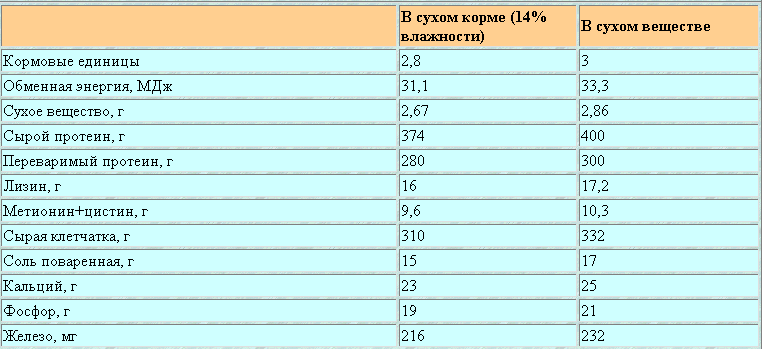 В сухом корме (14% влажности) В сухом веществе
Кормовые единицы 2,8 3
Обменная энергия, МДж 31,1 33,3
Сухое вещество, г 2,67 2,86
Сырой протеин, г 374 400
Переваримый протеин, г 280 300
Лизин, г 16 17,2
Метионин+цистин, г 9,6 10,3
Сырая клетчатка, г 310 332
Соль поваренная, г 15 17
Кальций, г 23 25
Фосфор, г 19 21
Железо, мг 216 232